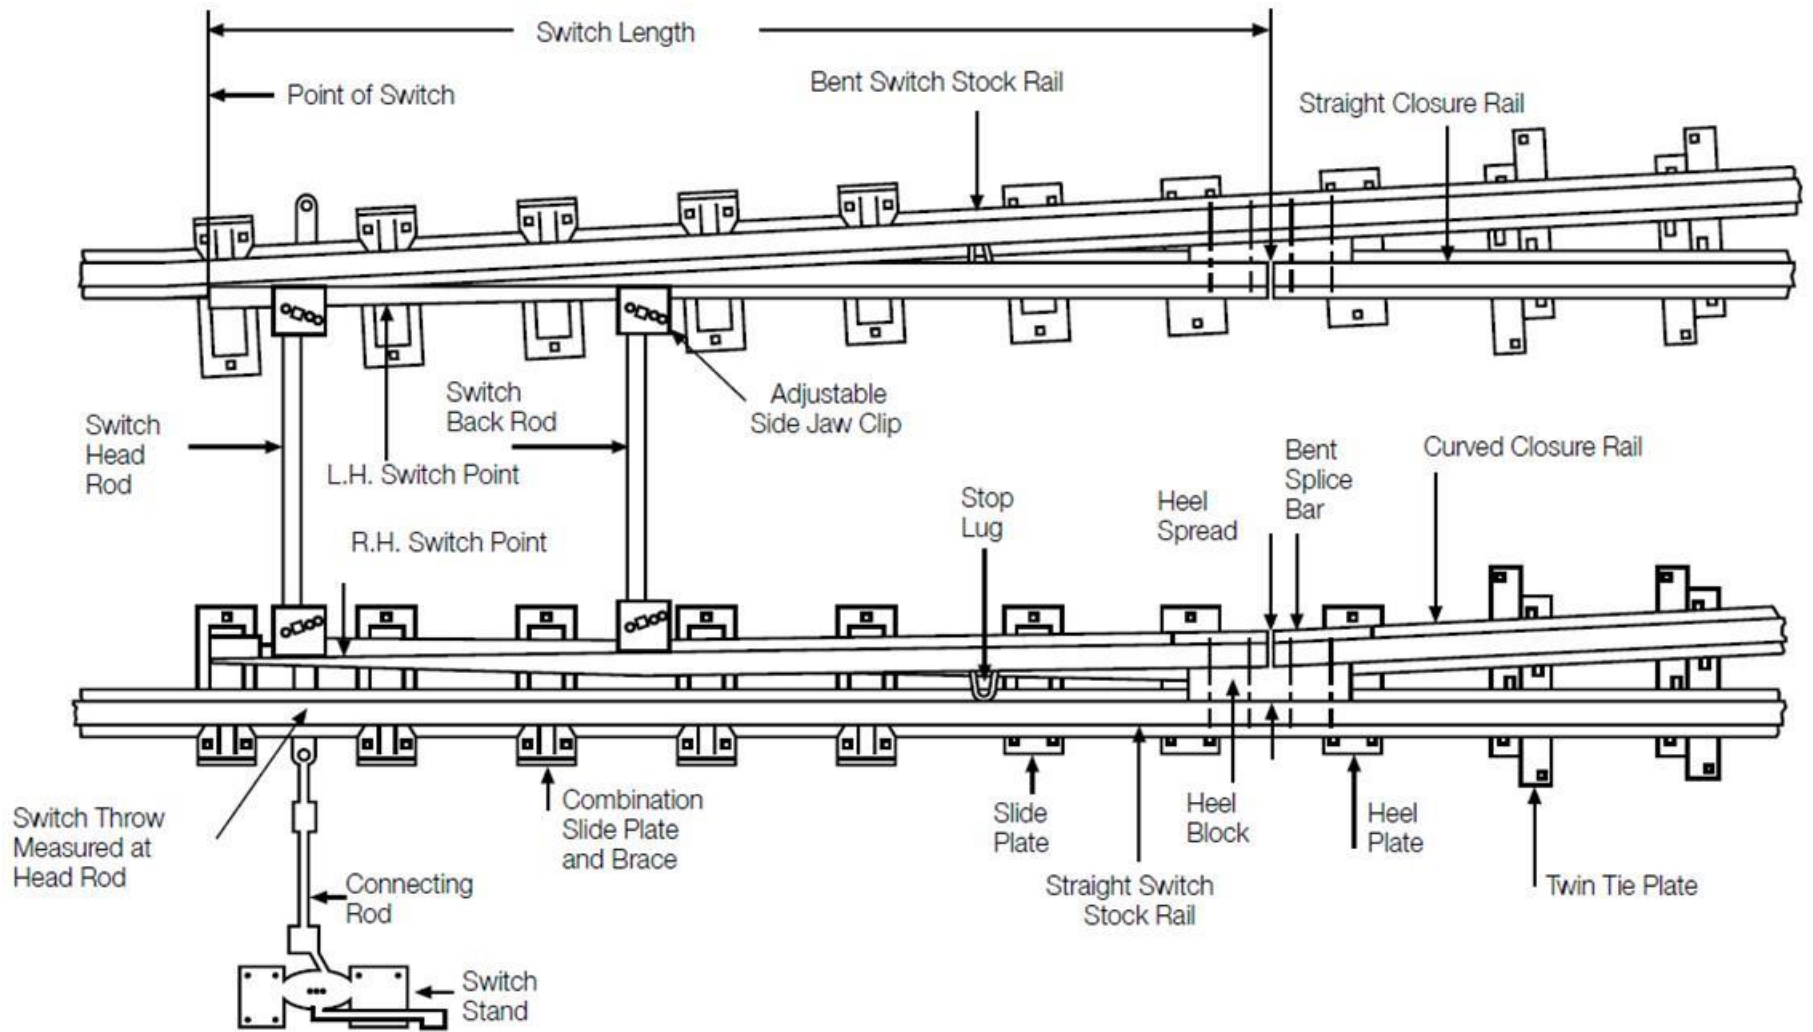 Switch Length
Point of Switch
Bent Switch Stock Rail
Straight Closure Rail
Switch
Back Rod
Adjustable
Side Jaw Clip
Switch
Head
Rod
L.H. Switch Point
Bent
Splice
Bar
Curved Closure Rail
Stop
Lug
Heel
Spread
R.H. Switch Point
Switch Throw
Measured at
Head Rod
Combination
Slide Plate
and Brace
Slide
Plate
Heel
Block
Heel
Plate
Connecting
Rod
Straight Switch
Stock Rail
Twin Tie Plate
Switch
Stand